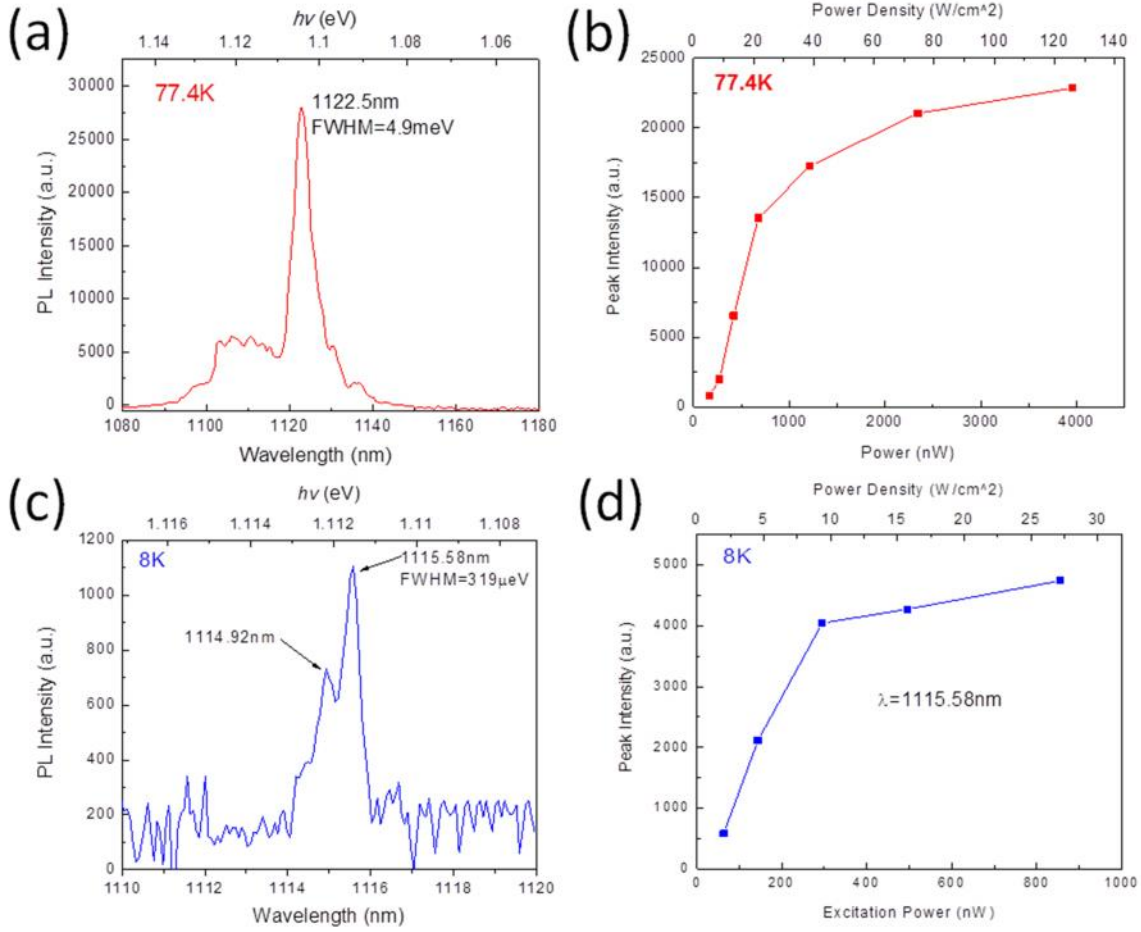 (a)
hν (eV)
1.14 1.12 1.1 1.08 1.06
77.4K
1122.5nm
FWHM=4.9meV
PL Intensity (a.u.)
30000
25000
20000
15000
10000
5000
0
1080 1100 1120 1140 1160 1180
Wavelength (nm)
(b)
Power Density (W/cm^2)
0 20 40 60 80 100 120 140
77.4K
Peak Intensity (a.u.)
25000
20000
15000
10000
5000
0
0 1000 2000 3000 4000
Power (nW)
(c)
hν (eV)
1.116 1.114 1.112 1.11 1.108
8K
1115.58nm
FWHM=319μeV
1114.92nm
PL Intensity (a.u.)
1200
1000
800
600
400
200
0
1110 1112 1114 1116 1118 1120
Wavelength (nm)
(d)
Power Density (W/cm^2)
0 5 10 15 20 25 30
8K
λ=1115.58nm
Peak Intensity (a.u.)
5000
4000
3000
2000
1000
0
0 200 400 600 800 1000
Excitation Power (nW)